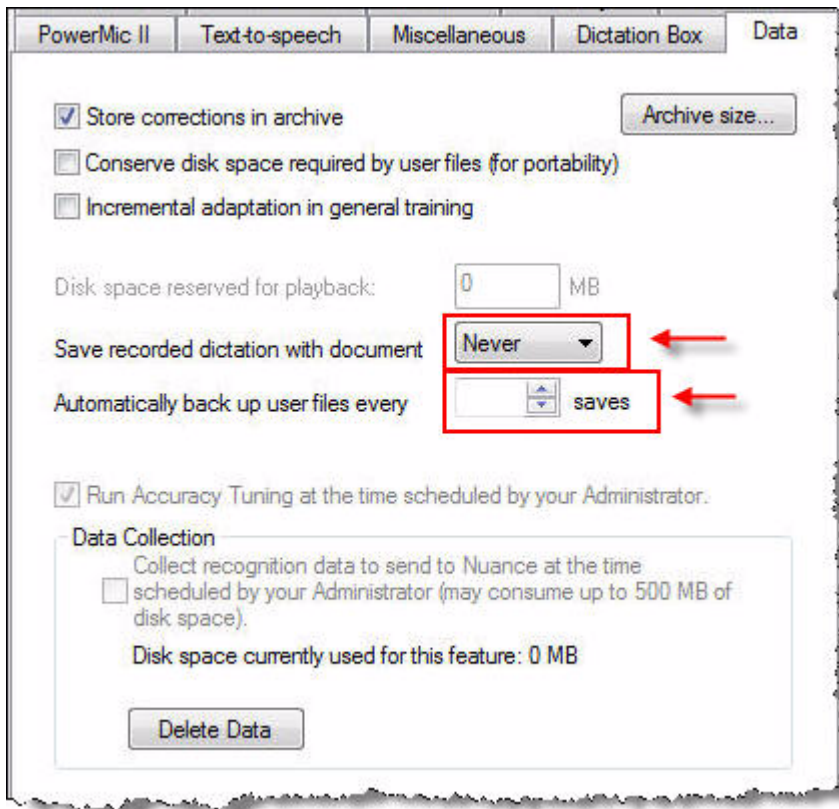 PowerMic II Text-to-speech Miscellaneous Dictation Box Data
Store corrections in archive Archive size...
Conserve disk space required by user files (for portability)
Incremental adaptation in general training
Disk space reserved for playback: 0 MB
Save recorded dictation with document Never
Automatically back up user files every saves
Run Accuracy Tuning at the time scheduled by your Administrator.
Data Collection
Collect recognition data to send to Nuance at the time
scheduled by your Administrator (may consume up to 500 MB of
disk space).
Disk space currently used for this feature: 0 MB
Delete Data